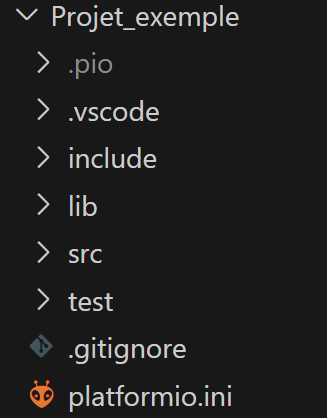 Projet_exemple
.pio
.vscode
include
lib
src
test
.gitignore
platformio.ini